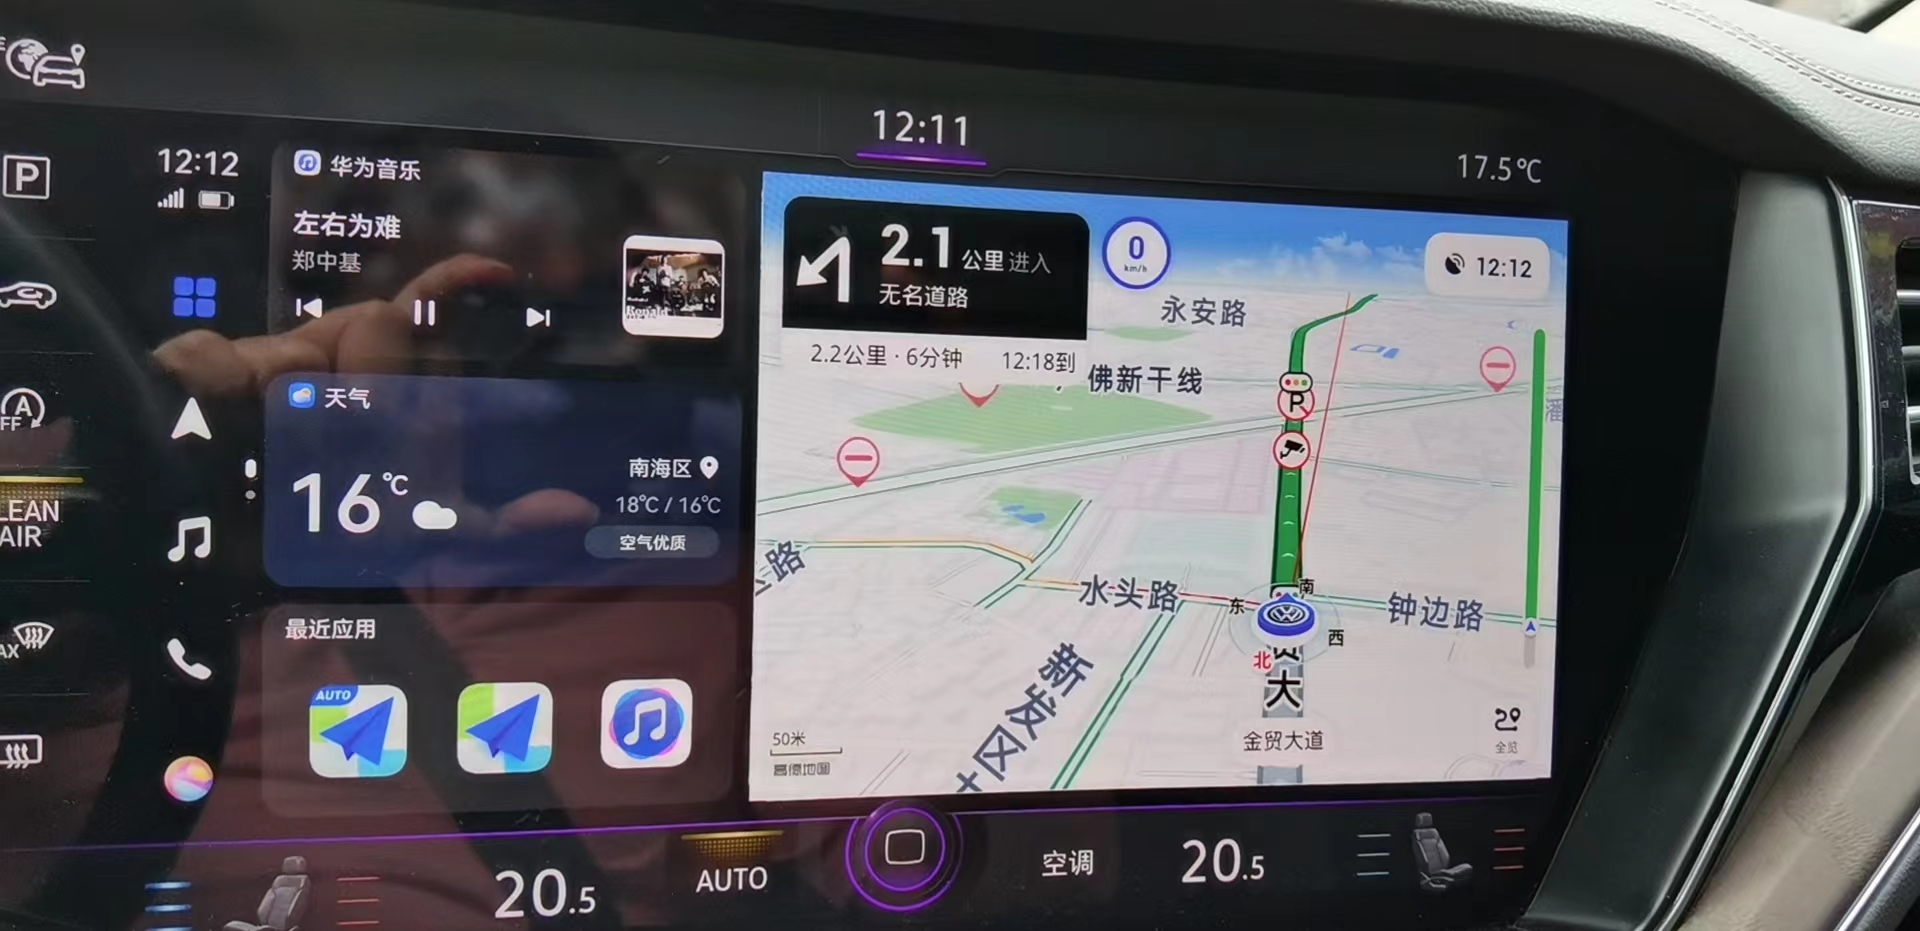 12:11
17.5℃
P
12:12
华为音乐
左右为难
郑中基
Ronald
天气
16℃
南海区
18℃ / 16℃
空气优质
最近应用
AUTO
A
FF
LEAN
AIR
AX
2.1公里进入
无名道路
2.2公里·6分钟 12:18到
0
km/h
12:12
永安路
佛新干线
P
路
水头路
钟边路
东
南
西
北
大
新发区
金贸大道
50米
高德地图
全览
20.5
AUTO
空调
20.5